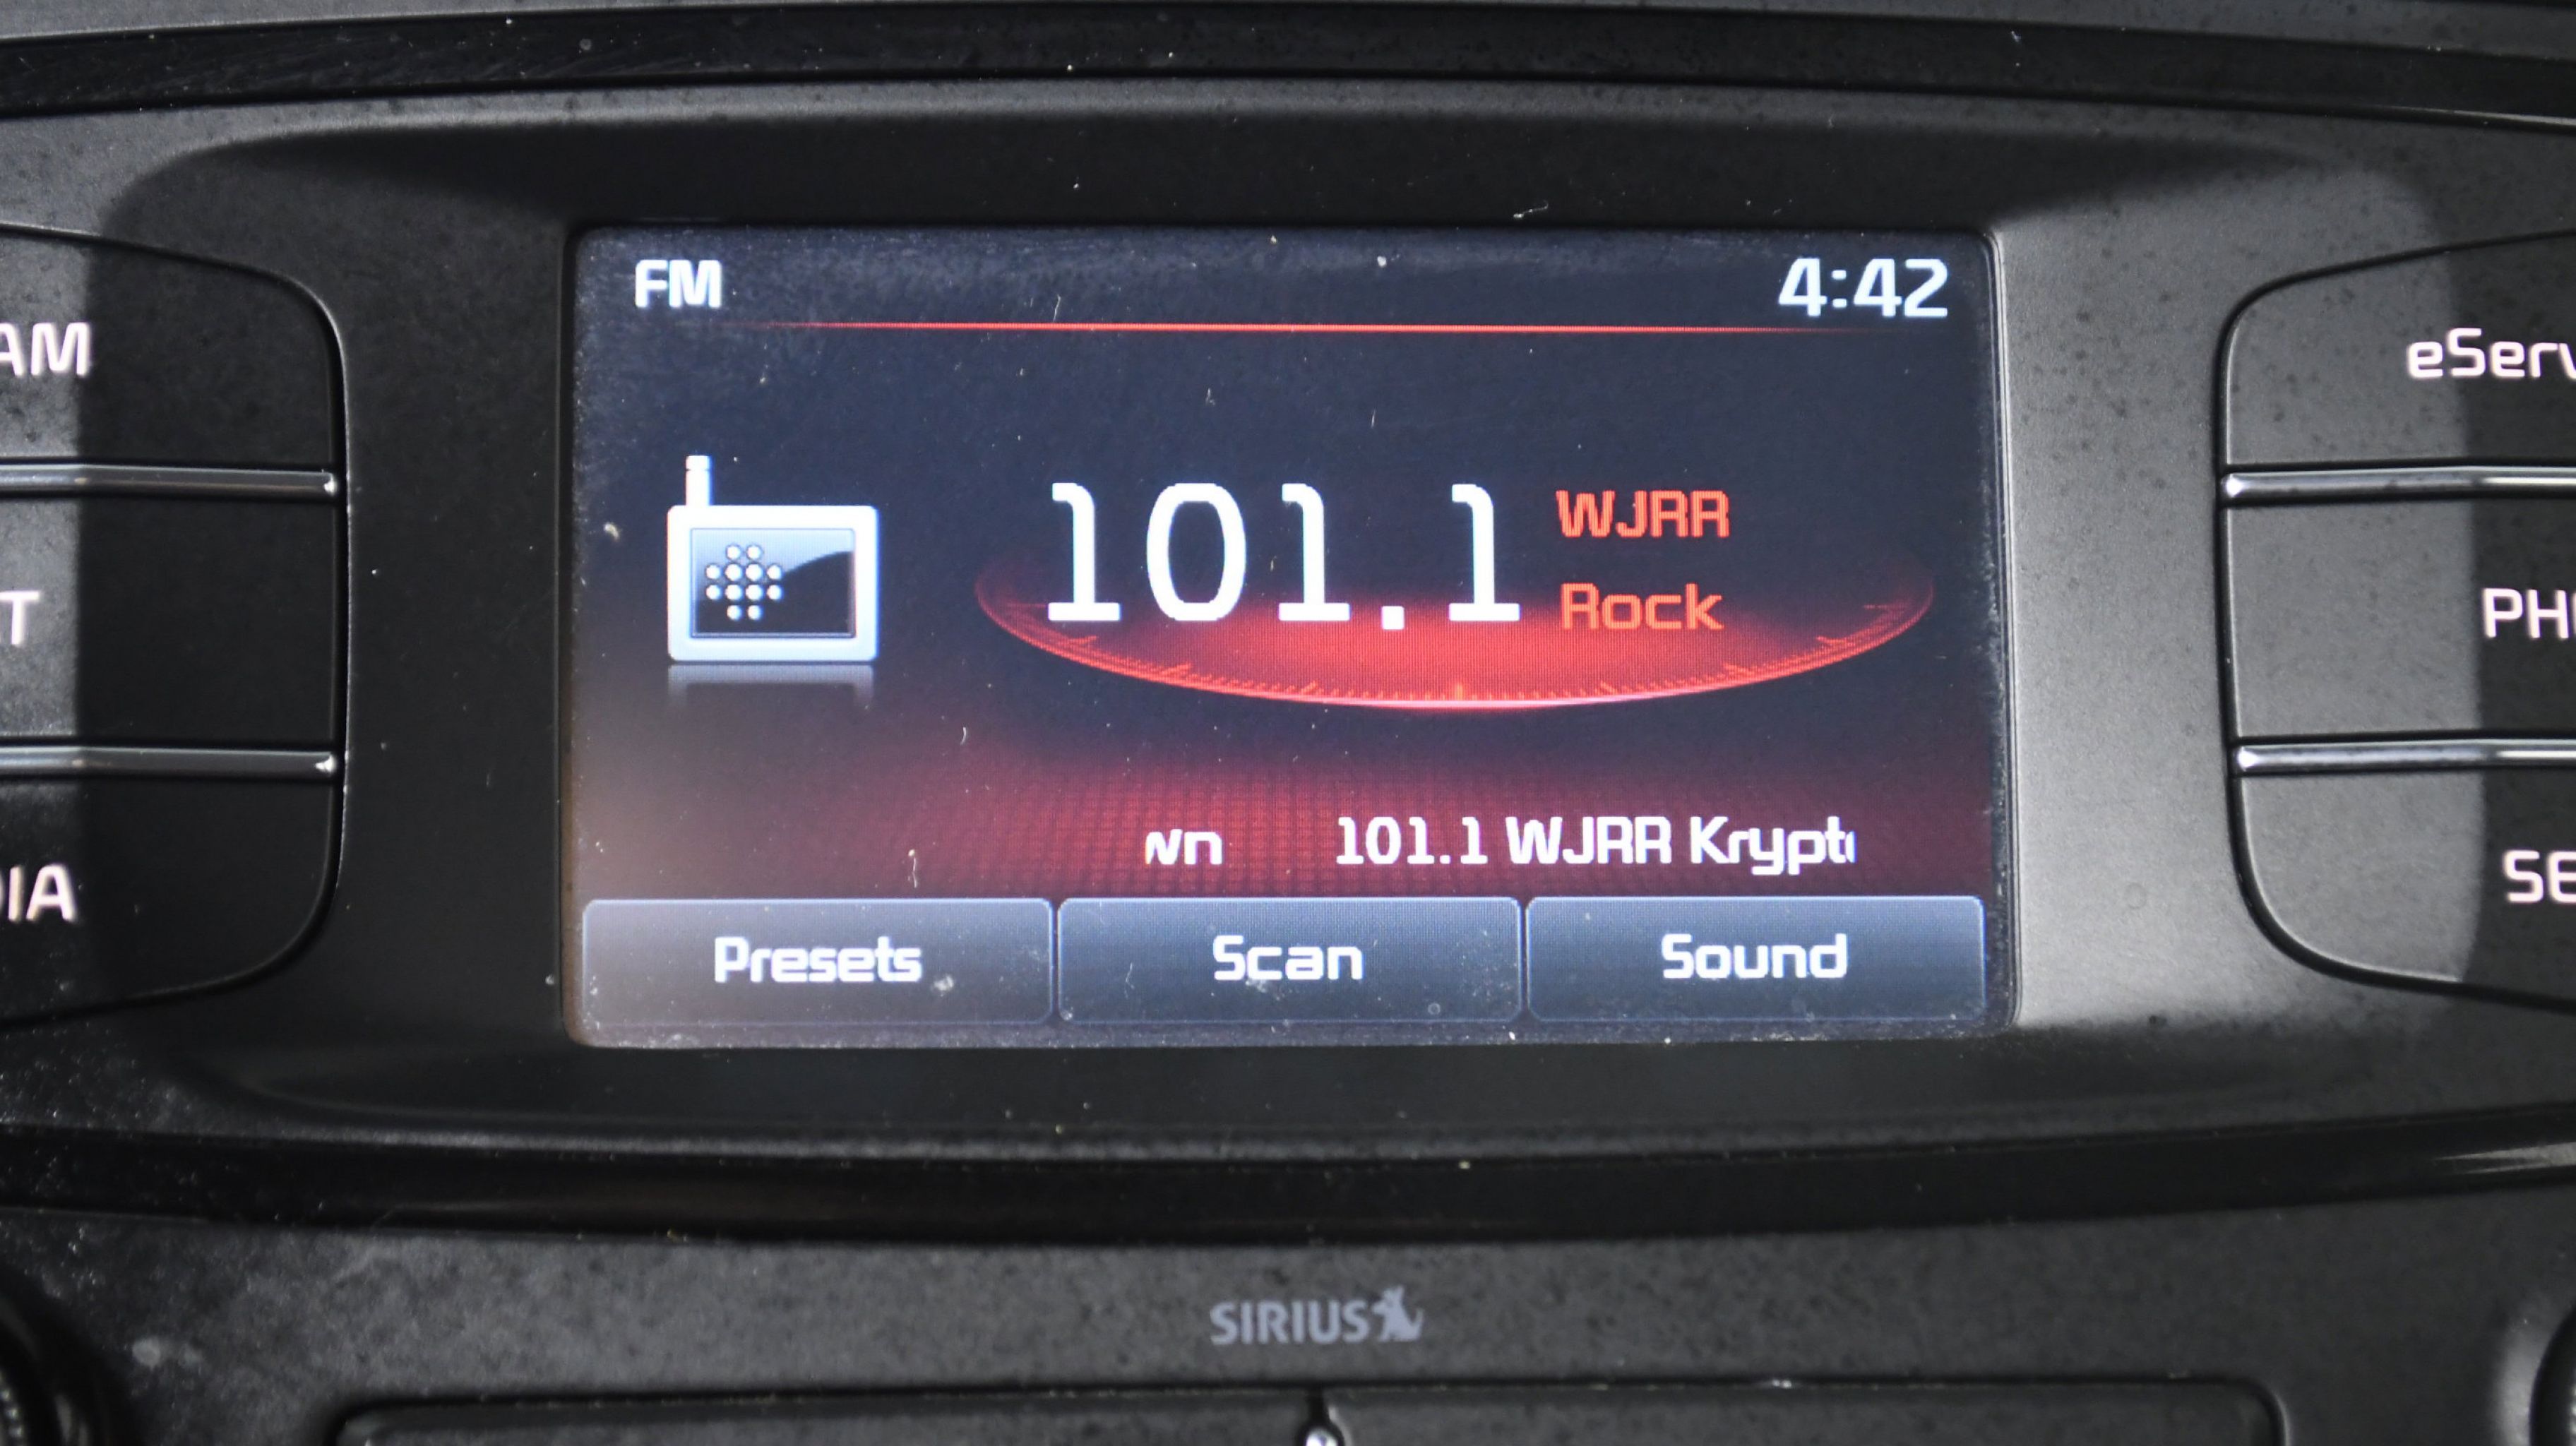 FM 4:42
AM
eServ
101.1 WJRR
Rock
T
PH
wn 101.1 WJRR Krypt
DIA
SE
Presets Scan Sound
SIRIUS